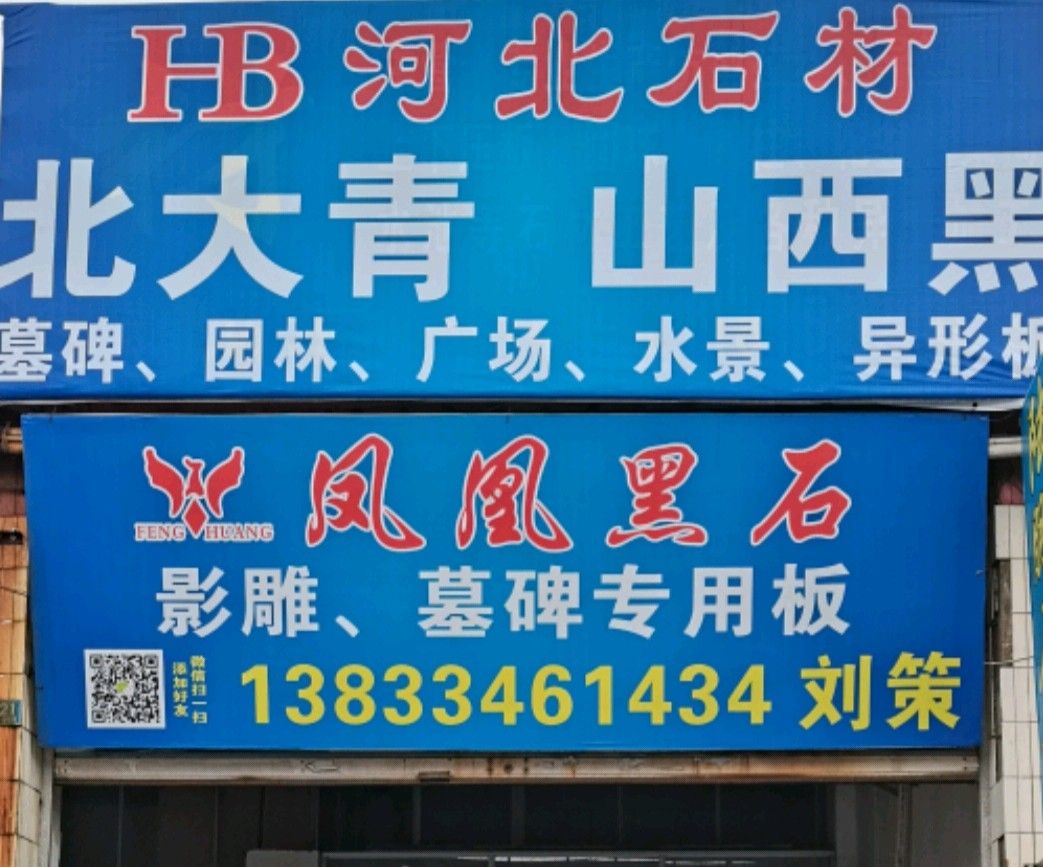 HB 河北石材
北大青 山西黑
墓碑、园林、广场、水景、异形板
FENG HUANG
凤凰黑石
影雕、墓碑专用板
微信扫一扫
添加好友
13833461434 刘策